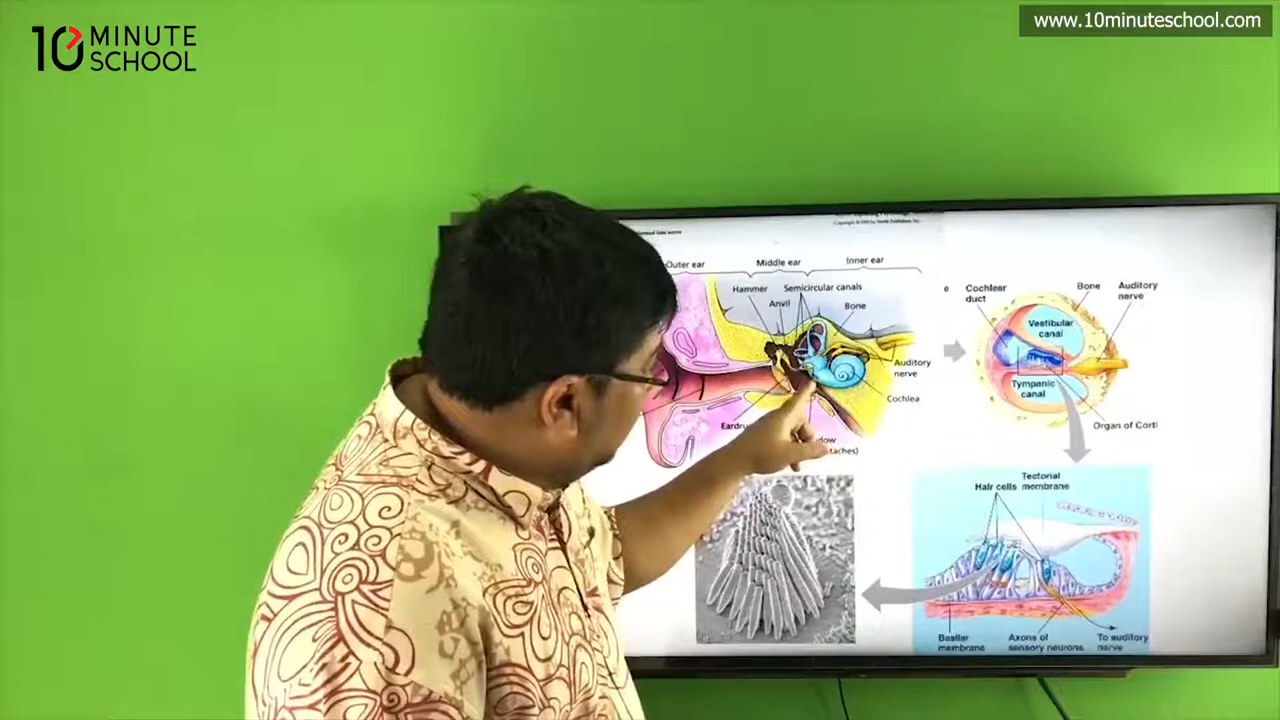 10 MINUTE
SCHOOL
www.10minuteschool.com
Outer ear
Middle ear
Inner ear
Hammer
Semicircular canals
Anvil
Bone
Auditory
nerve
Cochlea
Cochlear
duct
Bone
Auditory
nerve
Vestibular
canal
Tympanic
canal
Organ of Corti
Tectorial
Hair cells membrane
Basilar
membrane
Axons of
sensory neurons
To auditory
nerve